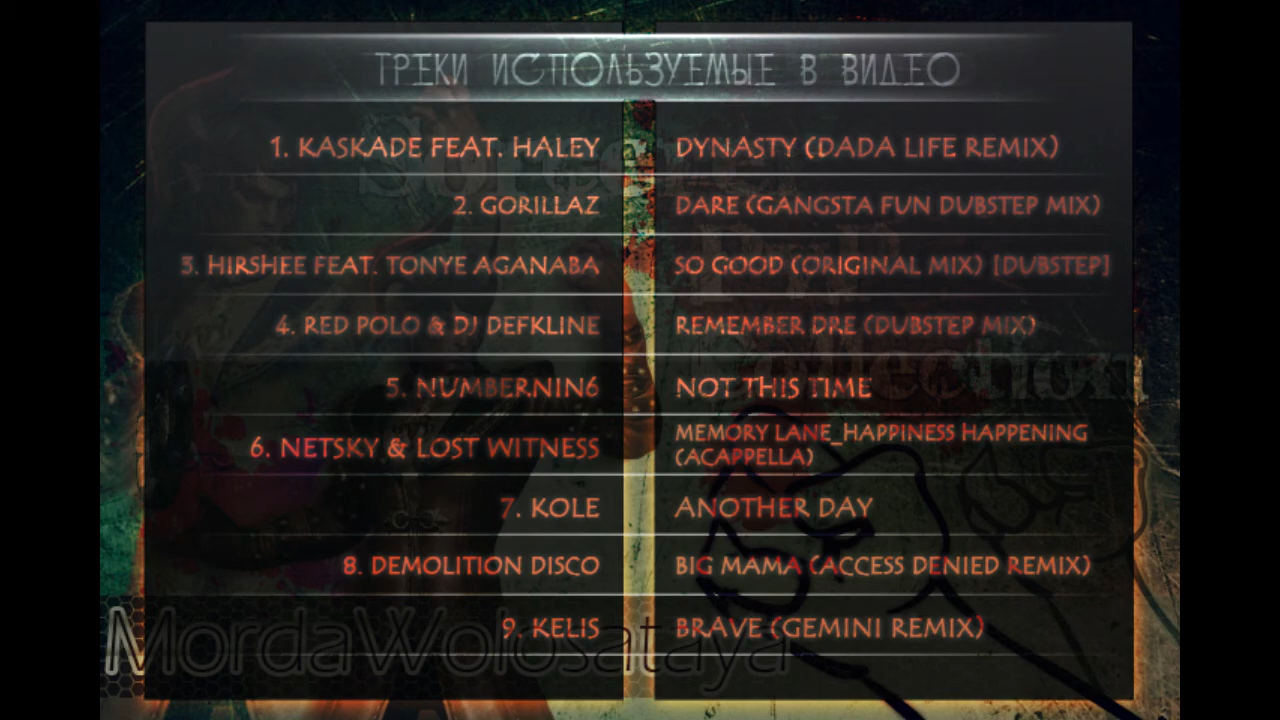 ТРЕКИ ИСПОЛЬЗУЕМЫЕ В ВИДЕО
1. KASKADE FEAT. HALEY DYNASTY (DADA LIFE REMIX)
2. GORILLAZ DARE (GANGSTA FUN DUBSTEP MIX)
3. HIRSHEE FEAT. TONYE AGANABA SO GOOD (ORIGINAL MIX) [DUBSTEP]
4. RED POLO & DJ DEFKLINE REMEMBER DRE (DUBSTEP MIX)
5. NUMBERNIN6 NOT THIS TIME
6. NETSKY & LOST WITNESS MEMORY LANE_HAPPINESS HAPPENING
(ACAPPELLA)
7. KOLE ANOTHER DAY
8. DEMOLITION DISCO BIG MAMA (ACCESS DENIED REMIX)
9. KELIS BRAVE (GEMINI REMIX)
MordaWolosataya
Sorceress
PvP
Collection